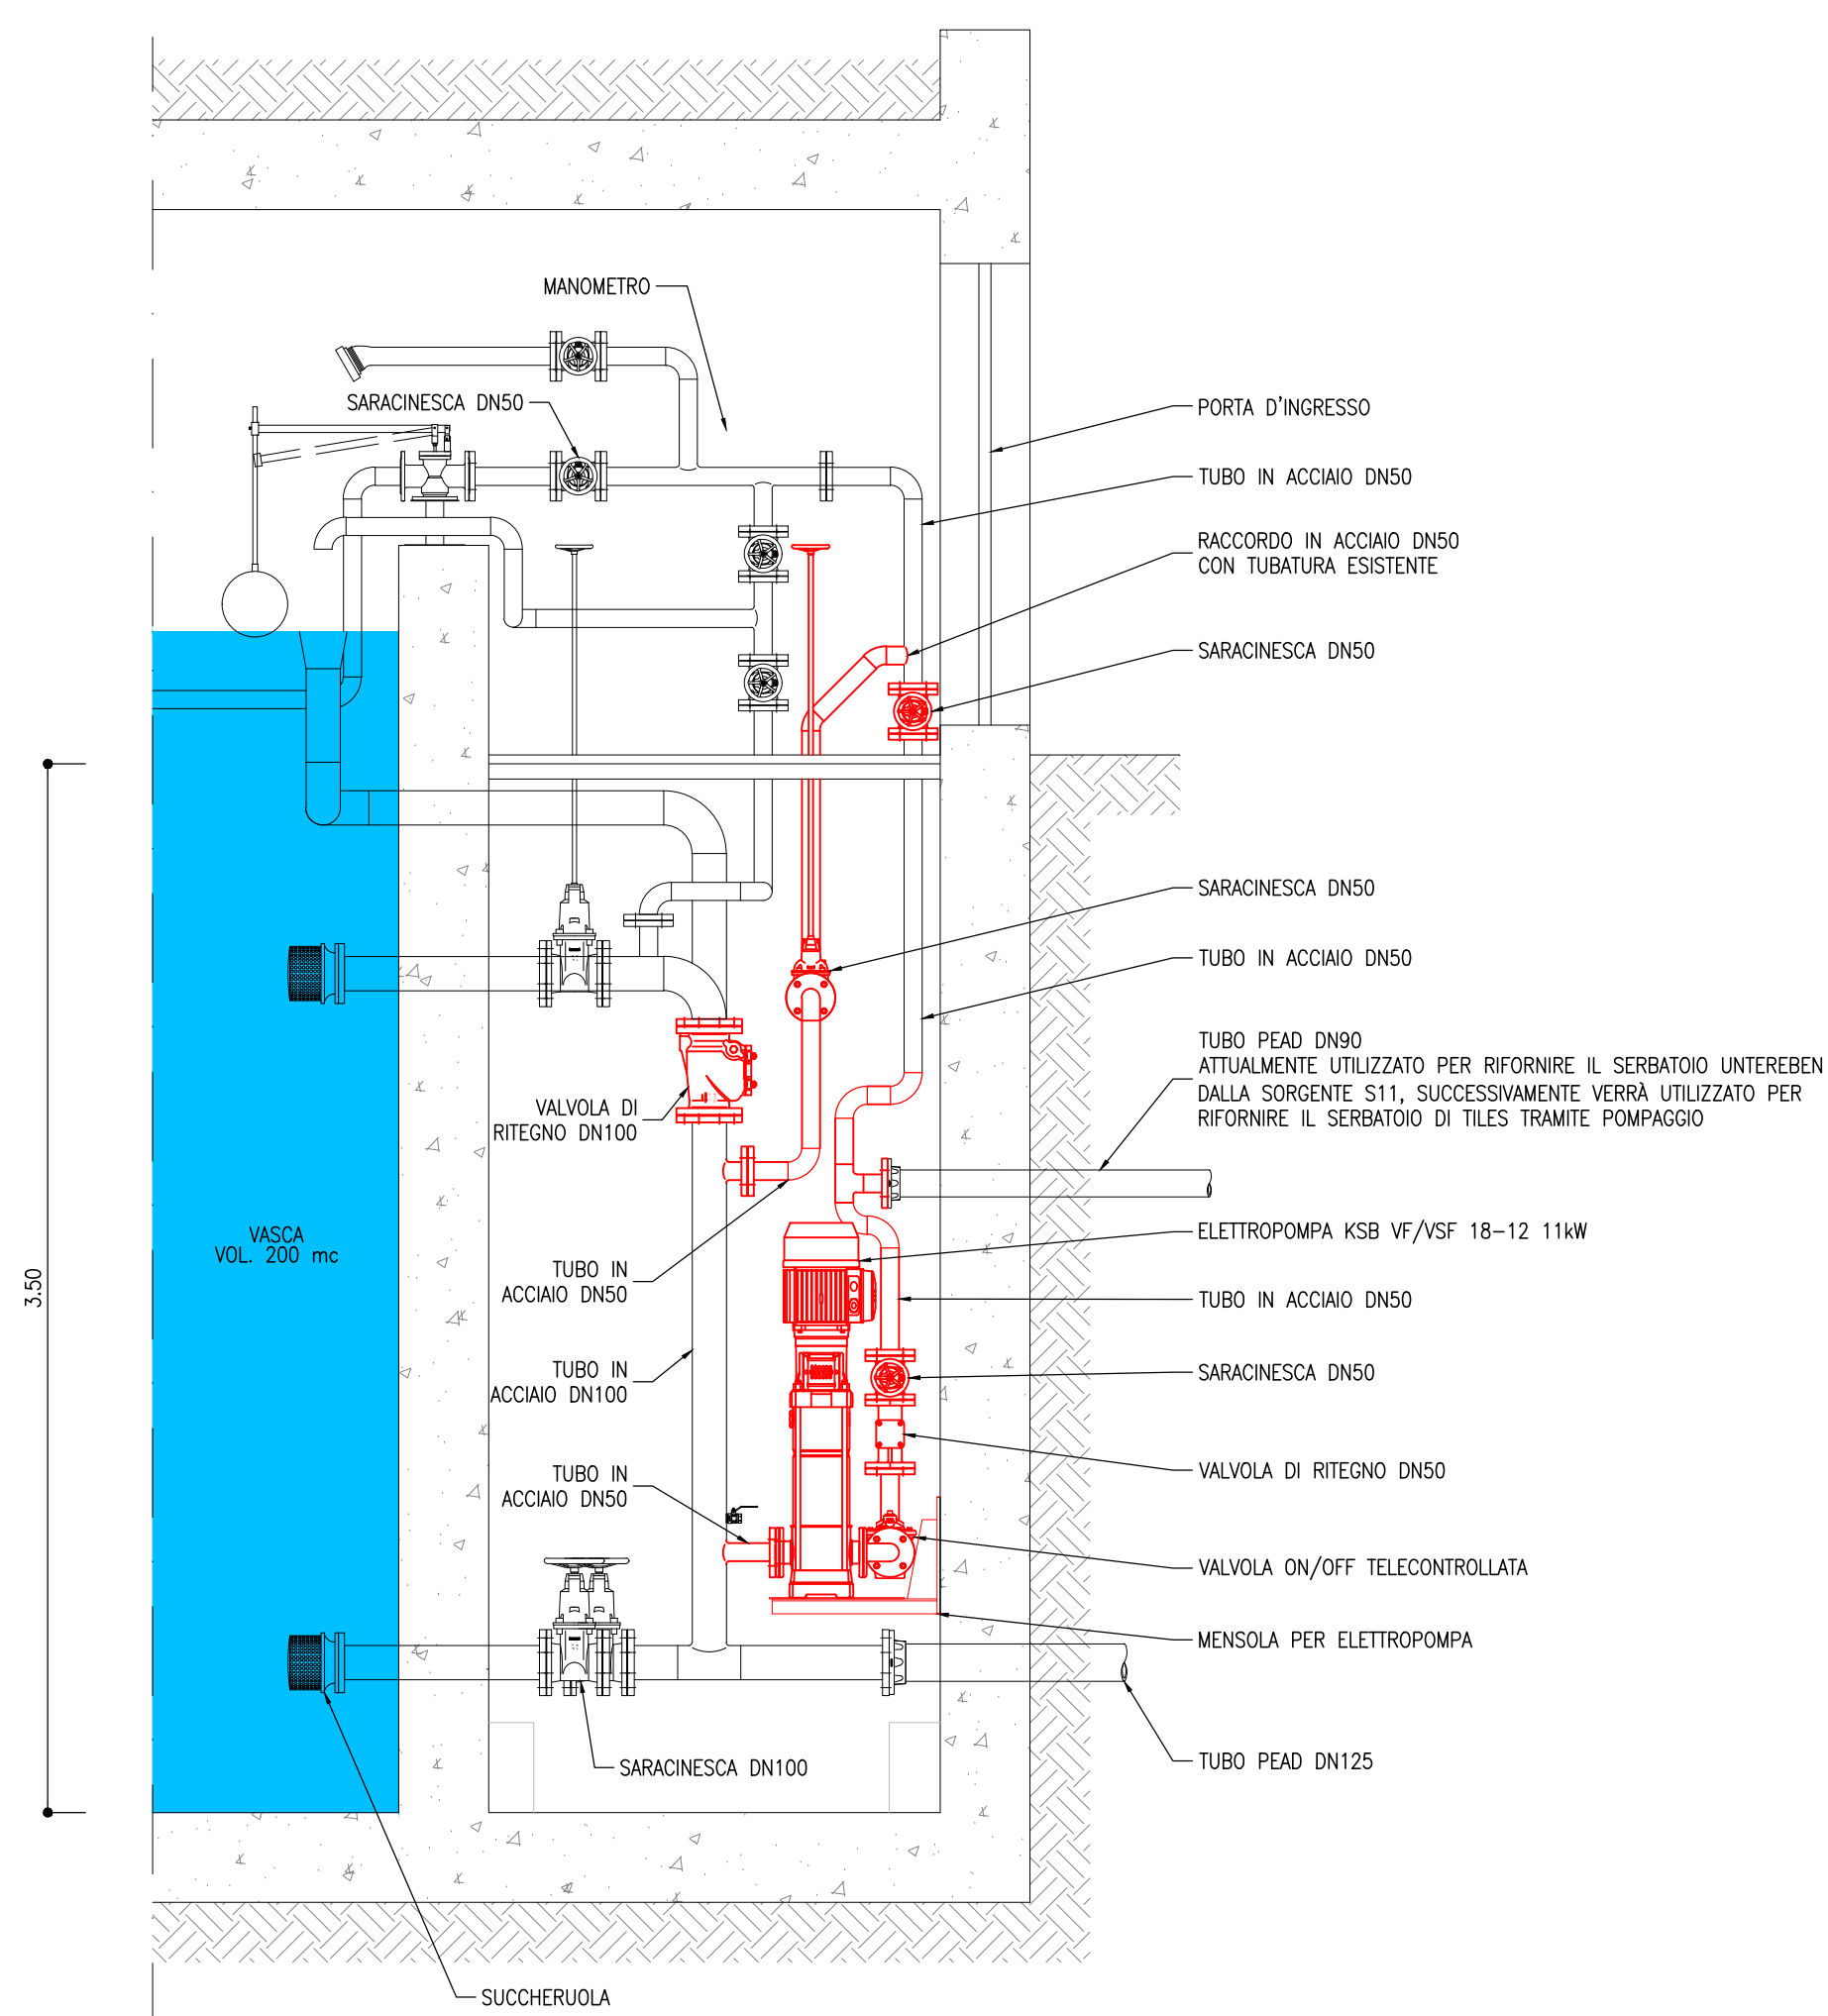 MANOMETRO
SARACINESCA DN50
PORTA D'INGRESSO
TUBO IN ACCIAIO DN50
RACCORDO IN ACCIAIO DN50
CON TUBATURA ESISTENTE
SARACINESCA DN50
SARACINESCA DN50
TUBO IN ACCIAIO DN50
TUBO PEAD DN90
ATTUALMENTE UTILIZZATO PER RIFORNIRE IL SERBATOIO UNTEREBEN
DALLA SORGENTE S11, SUCCESSIVAMENTE VERRÀ UTILIZZATO PER
RIFORNIRE IL SERBATOIO DI TILES TRAMITE POMPAGGIO
VALVOLA DI
RITEGNO DN100
VASCA
VOL. 200 mc
3.50
ELETTROPOMPA KSB VF/VSF 18-12 11kW
TUBO IN
ACCIAIO DN50
TUBO IN ACCIAIO DN50
TUBO IN
ACCIAIO DN100
SARACINESCA DN50
TUBO IN
ACCIAIO DN50
VALVOLA DI RITEGNO DN50
VALVOLA ON/OFF TELECONTROLLATA
MENSOLA PER ELETTROPOMPA
SARACINESCA DN100
TUBO PEAD DN125
SUCCHERUOLA